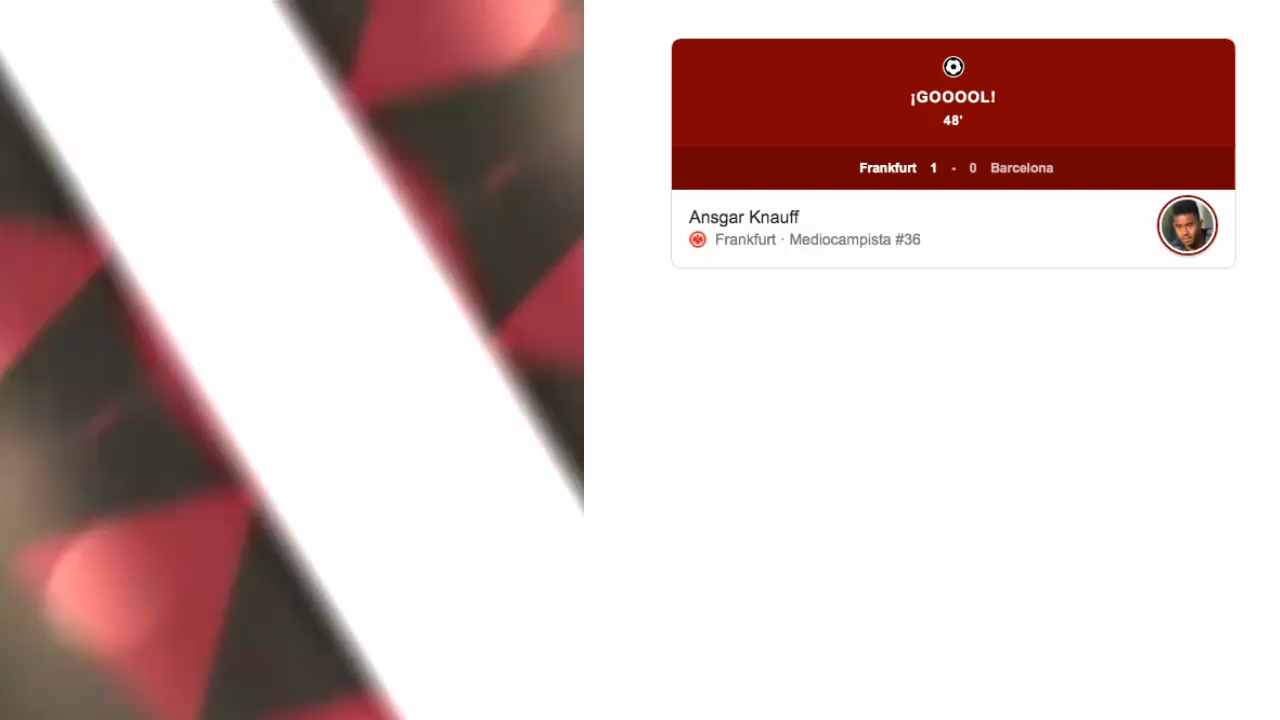 ¡GOOOOL!
48'
Frankfurt 1 - 0 Barcelona
Ansgar Knauff
Frankfurt · Mediocampista #36